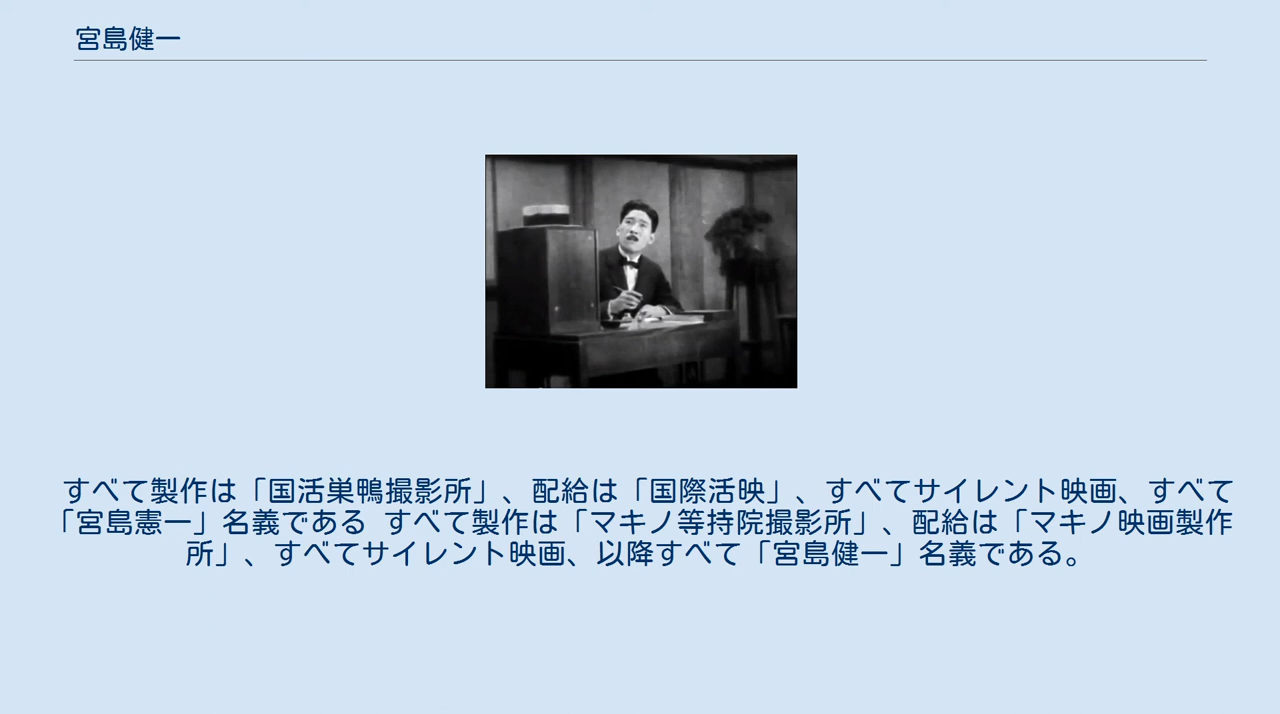 宮島健一
すべて製作は「国活巣鴨撮影所」、配給は「国際活映」、すべてサイレント映画、すべて
「宮島憲一」名義である すべて製作は「マキノ等持院撮影所」、配給は「マキノ映画製作
所」、すべてサイレント映画、以降すべて「宮島健一」名義である。